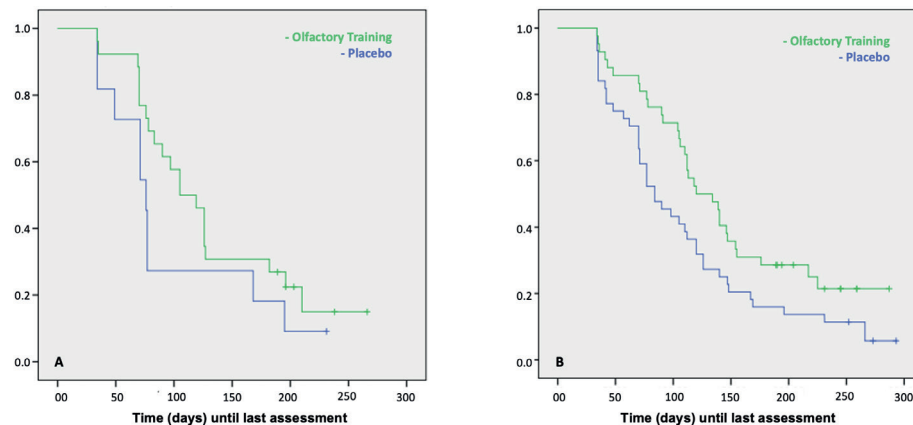 - Olfactory Training
- Placebo
1.0
0.8
0.6
0.4
0.2
0.0
A
00 50 100 150 200 250 300
Time (days) until last assessment
- Olfactory Training
- Placebo
1.0
0.8
0.6
0.4
0.2
0.0
B
00 50 100 150 200 250 300
Time (days) until last assessment